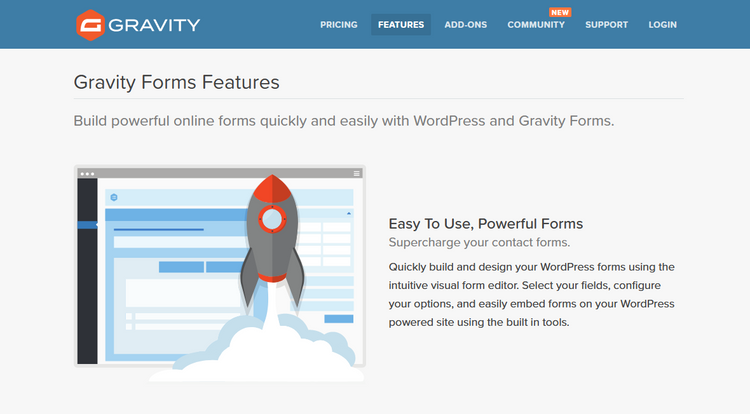 GRAVITY
PRICING FEATURES ADD-ONS COMMUNITY NEW SUPPORT LOGIN
Gravity Forms Features
Build powerful online forms quickly and easily with WordPress and Gravity Forms.
Easy To Use, Powerful Forms
Supercharge your contact forms.
Quickly build and design your WordPress forms using the
intuitive visual form editor. Select your fields, configure
your options, and easily embed forms on your WordPress
powered site using the built in tools.